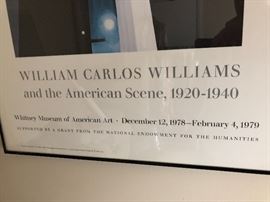 WILLIAM CARLOS WILLIAMS
and the American Scene, 1920-1940
Whitney Museum of American Art · December 12, 1978—February 4, 1979
SUPPORTED BY A GRANT FROM THE NATIONAL ENDOWMENT FOR THE HUMANITIES